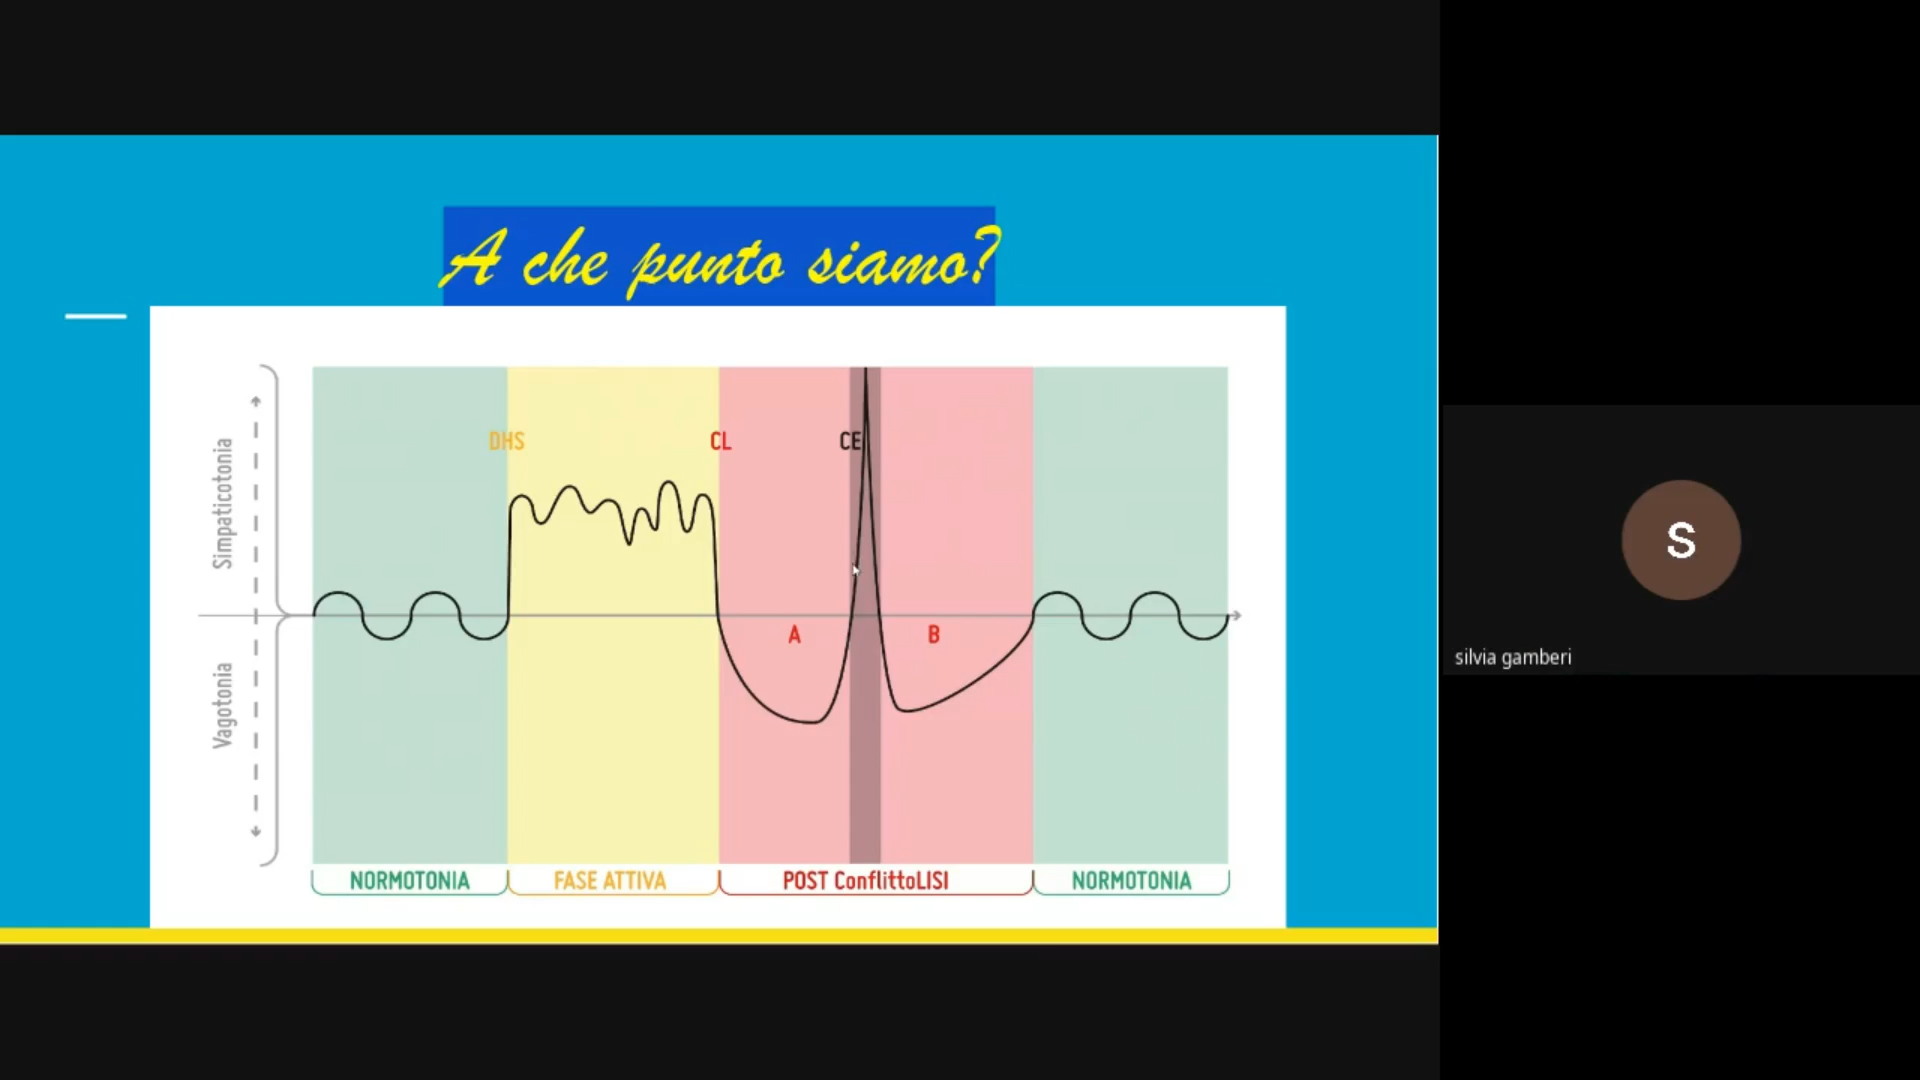 A che punto siamo?
Simpaticotonia
Vagotonia
DHS
CL
CE
A
B
NORMOTONIA
FASE ATTIVA
POST ConflittoLISI
NORMOTONIA
S
silvia gamberi